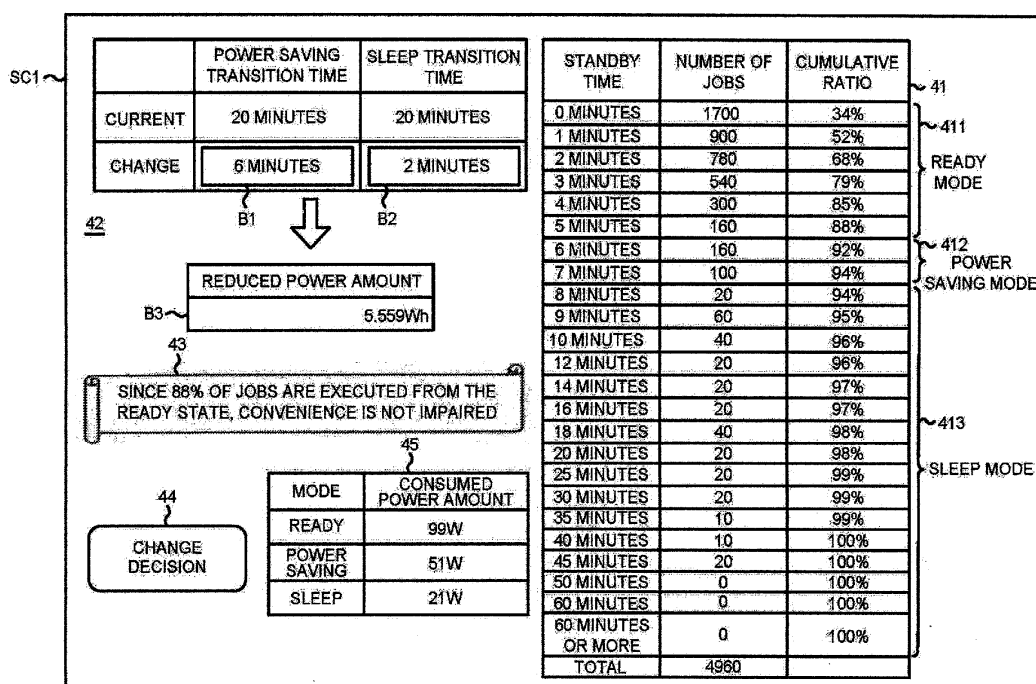 SC1
POWER SAVING TRANSITION TIME
SLEEP TRANSITION TIME
CURRENT 20 MINUTES 20 MINUTES
CHANGE 6 MINUTES 2 MINUTES
B1 B2
42
REDUCED POWER AMOUNT
B3 5.559Wh
43
SINCE 88% OF JOBS ARE EXECUTED FROM THE
READY STATE, CONVENIENCE IS NOT IMPAIRED
45
MODE CONSUMED POWER AMOUNT
READY 99W
POWER SAVING 51W
SLEEP 21W
44
CHANGE
DECISION
STANDBY TIME NUMBER OF JOBS CUMULATIVE RATIO
41
0 MINUTES 1700 34%
1 MINUTES 900 52%
2 MINUTES 780 68%
3 MINUTES 540 79%
4 MINUTES 300 85%
5 MINUTES 160 88%
6 MINUTES 160 92%
7 MINUTES 100 94%
8 MINUTES 20 94%
9 MINUTES 60 95%
10 MINUTES 40 96%
12 MINUTES 20 96%
14 MINUTES 20 97%
16 MINUTES 20 97%
18 MINUTES 40 98%
20 MINUTES 20 98%
25 MINUTES 20 99%
30 MINUTES 20 99%
35 MINUTES 10 99%
40 MINUTES 10 100%
45 MINUTES 20 100%
50 MINUTES 0 100%
60 MINUTES 0 100%
60 MINUTES OR MORE 0 100%
TOTAL 4960
411
READY
MODE
412
POWER
SAVING MODE
413
SLEEP MODE